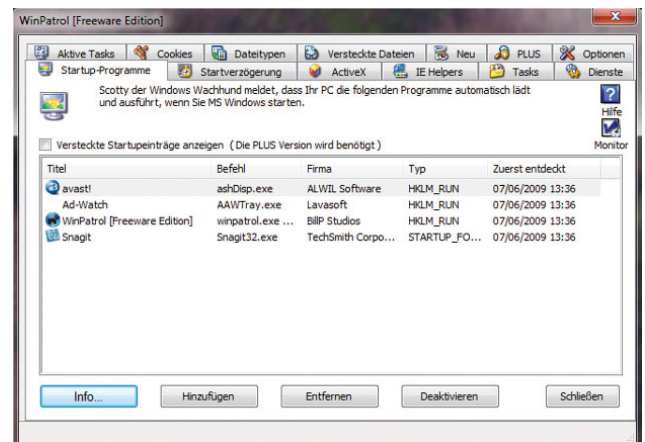 WinPatrol [Freeware Edition]
Aktive Tasks Cookies Dateitypen Versteckte Dateien Neu PLUS Optionen
Startup-Programme Startverzögerung ActiveX IE Helpers Tasks Dienste
Scotty der Windows Wachhund meldet, dass Ihr PC die folgenden Programme automatisch lädt
und ausführt, wenn Sie MS Windows starten.
Hilfe
Versteckte Startupeinträge anzeigen ( Die PLUS Version wird benötigt )
Monitor
Titel Befehl Firma Typ Zuerst entdeckt
avast! ashDisp.exe ALWIL Software HKLM_RUN 07/06/2009 13:36
Ad-Watch AAWTray.exe Lavasoft HKLM_RUN 07/06/2009 13:36
WinPatrol [Freeware Edition] winpatrol.exe ... BillP Studios HKLM_RUN 07/06/2009 13:36
Snagit Snagit32.exe TechSmith Corpo... STARTUP_FO... 07/06/2009 13:36
Info... Hinzufügen Entfernen Deaktivieren Schließen